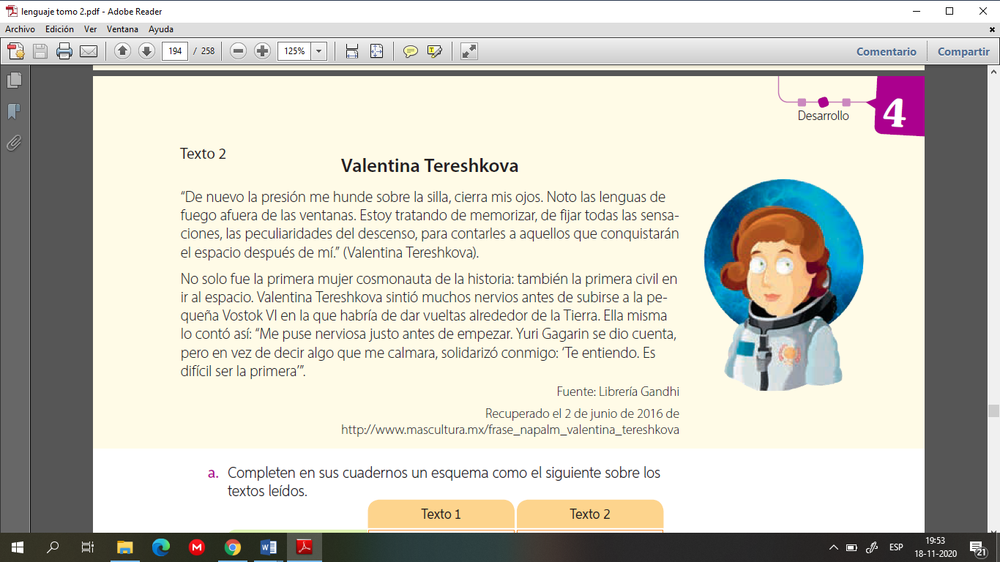 lenguaje tomo 2.pdf - Adobe Reader
Archivo Edición Ver Ventana Ayuda
194 / 258 125% Comentario Compartir
4
Desarrollo
Texto 2
Valentina Tereshkova
“De nuevo la presión me hunde sobre la silla, cierra mis ojos. Noto las lenguas de
fuego afuera de las ventanas. Estoy tratando de memorizar, de fijar todas las sensa-
ciones, las peculiaridades del descenso, para contarles a aquellos que conquistarán
el espacio después de mí.” (Valentina Tereshkova).
No solo fue la primera mujer cosmonauta de la historia: también la primera civil en
ir al espacio. Valentina Tereshkova sintió muchos nervios antes de subirse a la pe-
queña Vostok VI en la que habría de dar vueltas alrededor de la Tierra. Ella misma
lo contó así: “Me puse nerviosa justo antes de empezar. Yuri Gagarin se dio cuenta,
pero en vez de decir algo que me calmara, solidarizó conmigo: ‘Te entiendo. Es
difícil ser la primera’”.
Fuente: Librería Gandhi
Recuperado el 2 de junio de 2016 de
http://www.mascultura.mx/frase_napalm_valentina_tereshkova
a. Completen en sus cuadernos un esquema como el siguiente sobre los
textos leídos.
Texto 1 Texto 2
ESP
19:53
18-11-2020
21